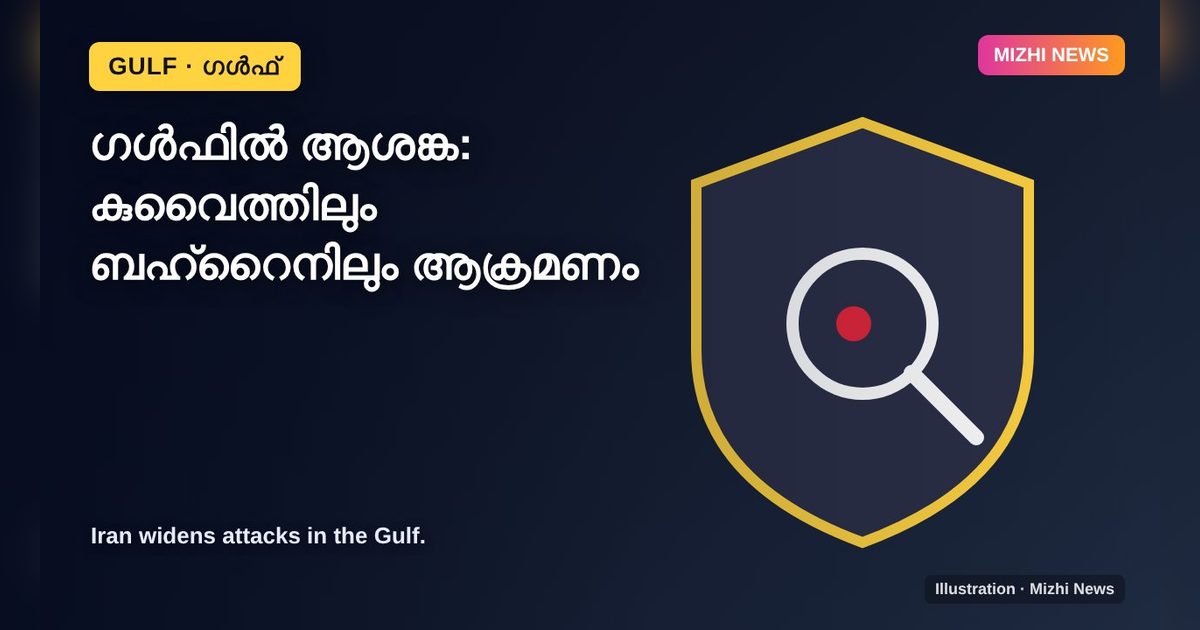 GULF · ഗൾഫ്
MIZHI NEWS
ഗൾഫിൽ ആശങ്ക:
കുവൈത്തിലും
ബഹ്റൈനിലും ആക്രമണം
Iran widens attacks in the Gulf.
Illustration · Mizhi News